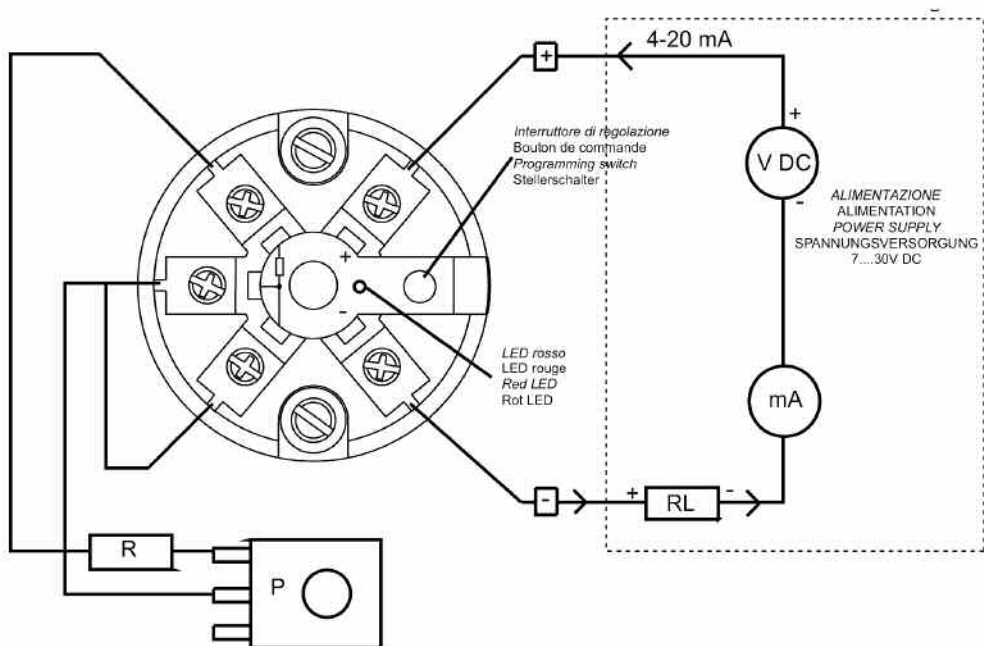 4-20 mA
+
+
Interruttore di regolazione
Bouton de commande
Programming switch
Stellerschalter
V DC
-
ALIMENTAZIONE
ALIMENTATION
POWER SUPPLY
SPANNUNGSVERSORGUNG
7....30V DC
+
-
LED rosso
LED rouge
Red LED
Rot LED
mA
-
+
RL
-
R
P